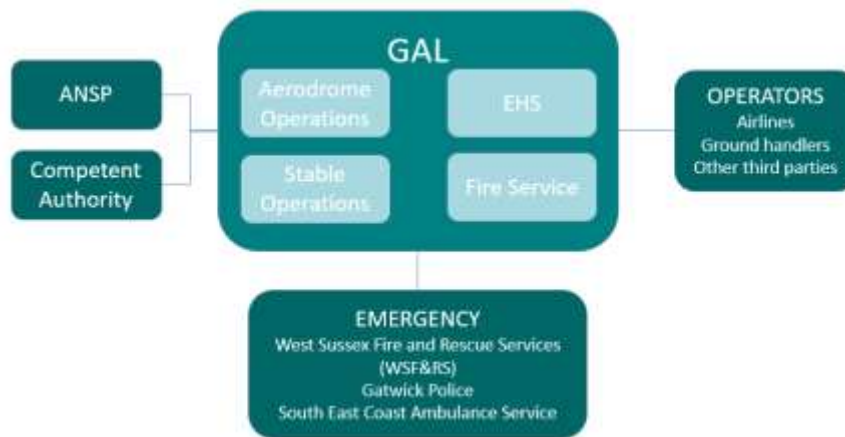 GAL
ANSP
Competent
Authority
Aerodrome
Operations
EHS
Stable
Operations
Fire Service
OPERATORS
Airlines
Ground handlers
Other third parties
EMERGENCY
West Sussex Fire and Rescue Services
(WSF&RS)
Gatwick Police
South East Coast Ambulance Service